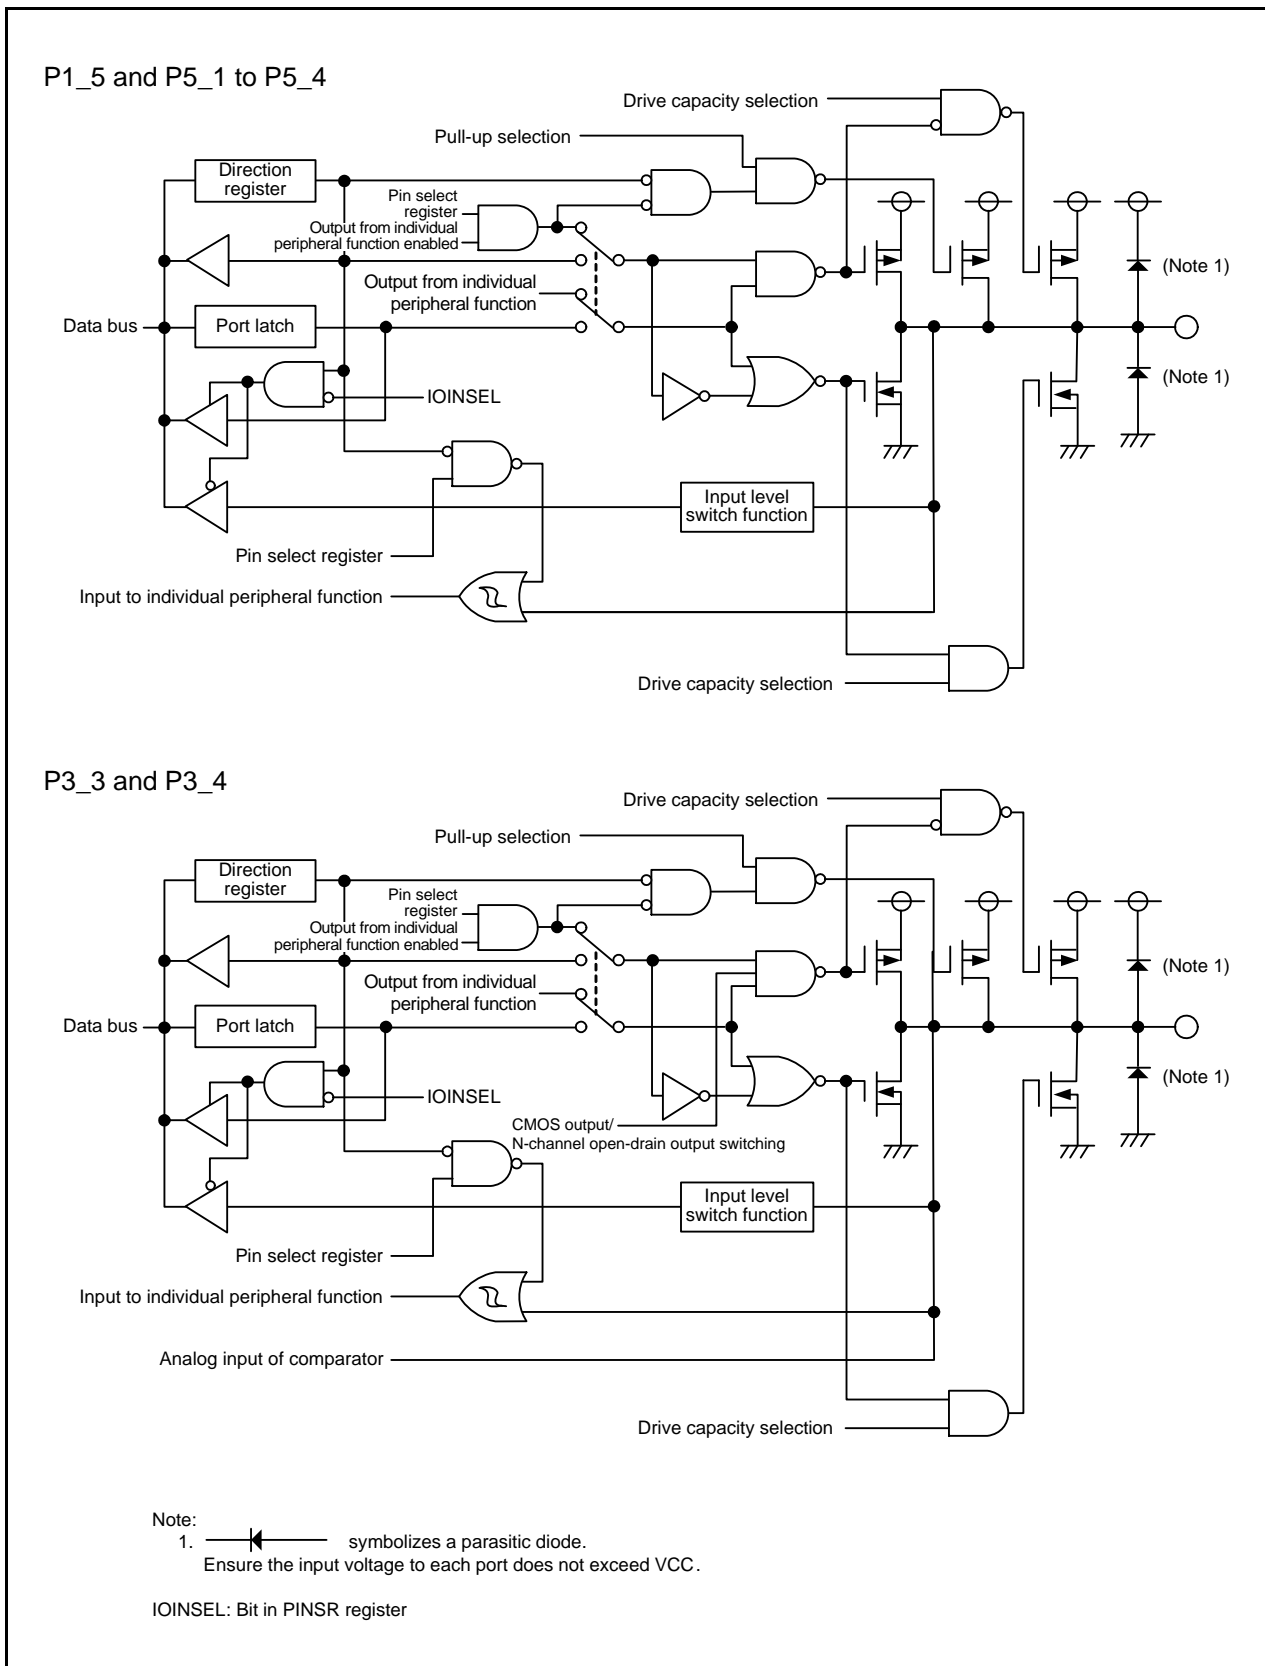 P1_5 and P5_1 to P5_4
Drive capacity selection
Pull-up selection
Direction
register
Pin select
register
Output from individual
peripheral function enabled
(Note 1)
Output from individual
peripheral function
Data bus
Port latch
(Note 1)
IOINSEL
Input level
switch function
Pin select register
Input to individual peripheral function
Drive capacity selection
P3_3 and P3_4
Drive capacity selection
Pull-up selection
Direction
register
Pin select
register
Output from individual
peripheral function enabled
(Note 1)
Output from individual
peripheral function
Data bus
Port latch
(Note 1)
IOINSEL
CMOS output/
N-channel open-drain output switching
Input level
switch function
Pin select register
Input to individual peripheral function
Analog input of comparator
Drive capacity selection
Note:
1. symbolizes a parasitic diode.
Ensure the input voltage to each port does not exceed VCC.
IOINSEL: Bit in PINSR register